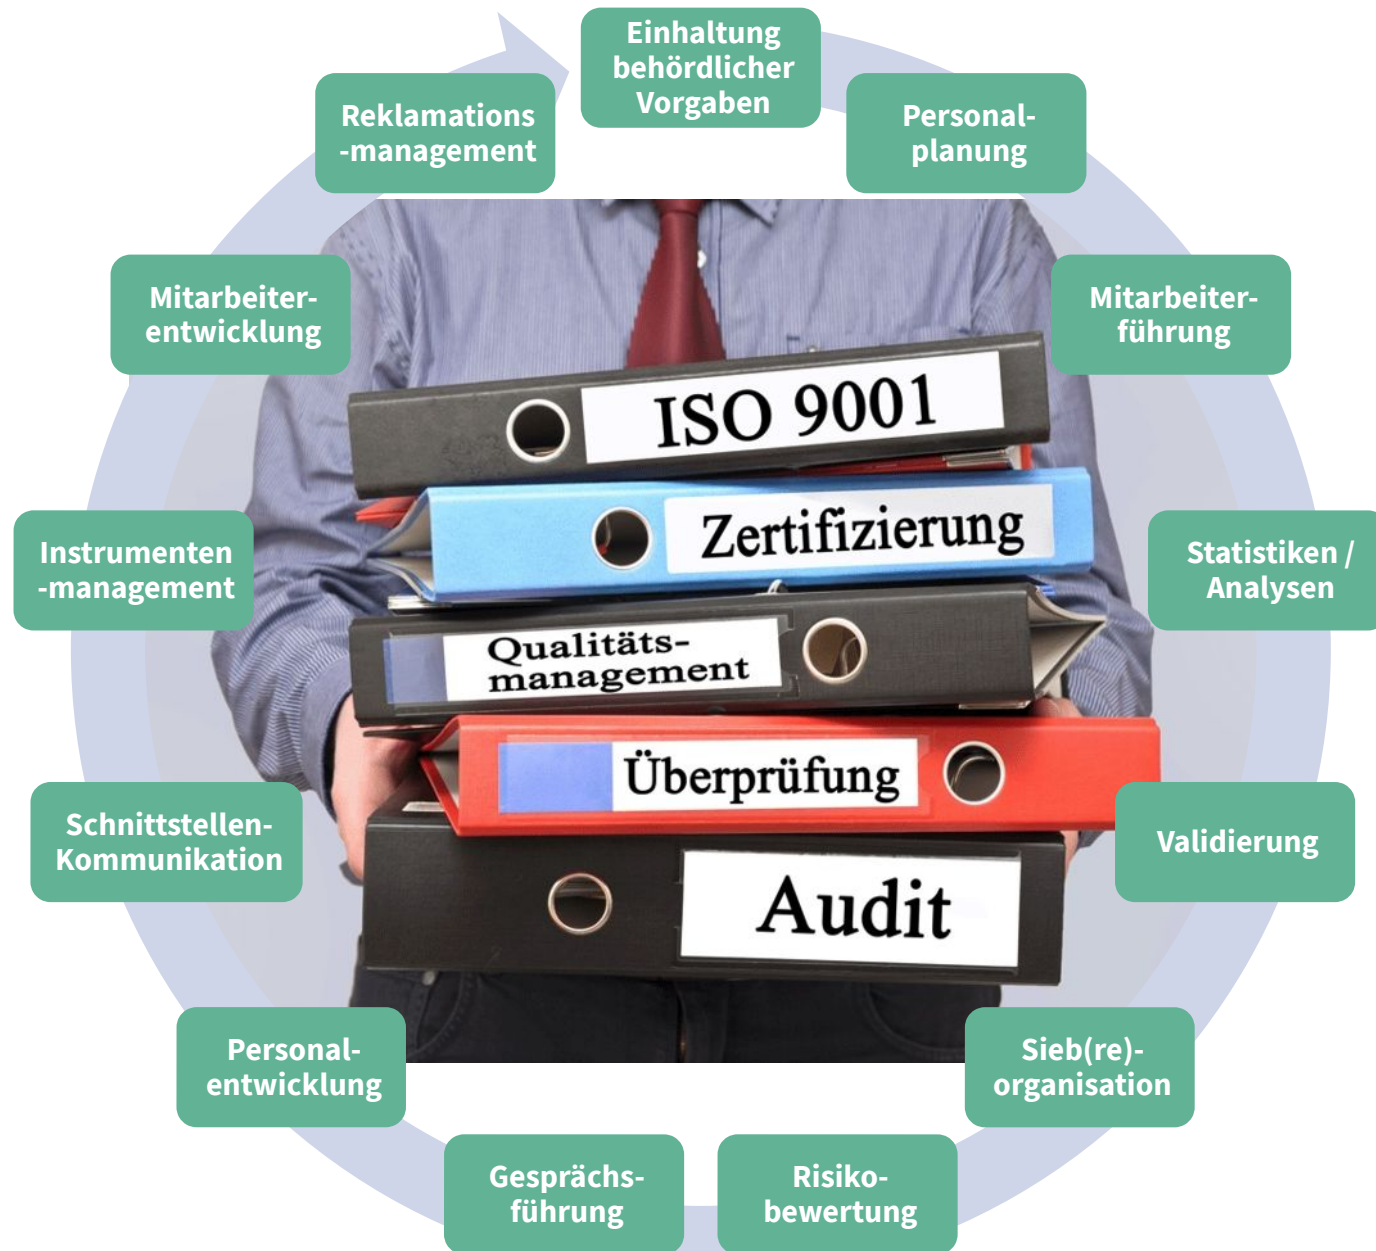 Einhaltung
behördlicher
Vorgaben
Personal-
planung
Mitarbeiter-
führung
Statistiken /
Analysen
Validierung
Sieb(re)-
organisation
Risiko-
bewertung
Gesprächs-
führung
Personal-
entwicklung
Schnittstellen-
Kommunikation
Instrumenten
-management
Mitarbeiter-
entwicklung
Reklamations
-management
ISO 9001
Zertifizierung
Qualitäts-
management
Überprüfung
Audit